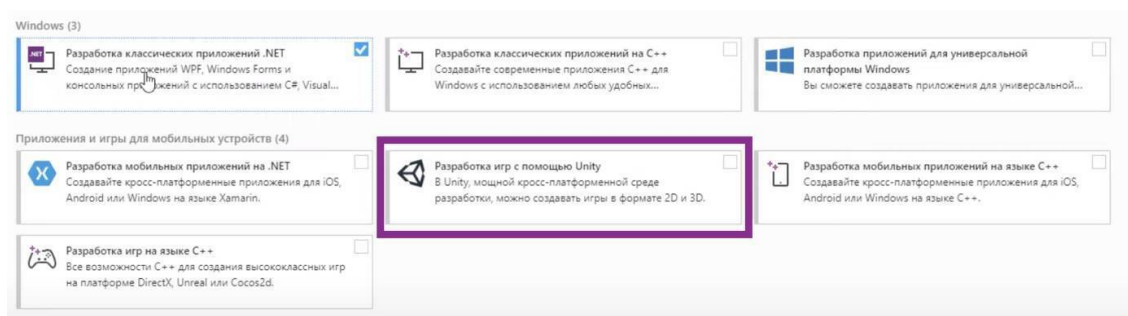 Windows (3)
Разработка классических приложений .NET
Создание приложений WPF, Windows Forms и
консольных приложений с использованием C#, Visual...
Разработка классических приложений на C++
Создавайте современные приложения C++ для
Windows с использованием любых удобных...
Разработка приложений для универсальной
платформы Windows
Вы сможете создавать приложения для универсальной...
Приложения и игры для мобильных устройств (4)
Разработка мобильных приложений на .NET
Создавайте кросс-платформенные приложения для iOS,
Android или Windows на языке Xamarin.
Разработка игр с помощью Unity
В Unity, мощной кросс-платформенной среде
разработки, можно создавать игры в формате 2D и 3D.
Разработка мобильных приложений на языке C++
Создавайте кросс-платформенные приложения для iOS,
Android или Windows на языке C++.
Разработка игр на языке C++
Все возможности C++ для создания высококлассных игр
на платформе DirectX, Unreal или Cocos2d.